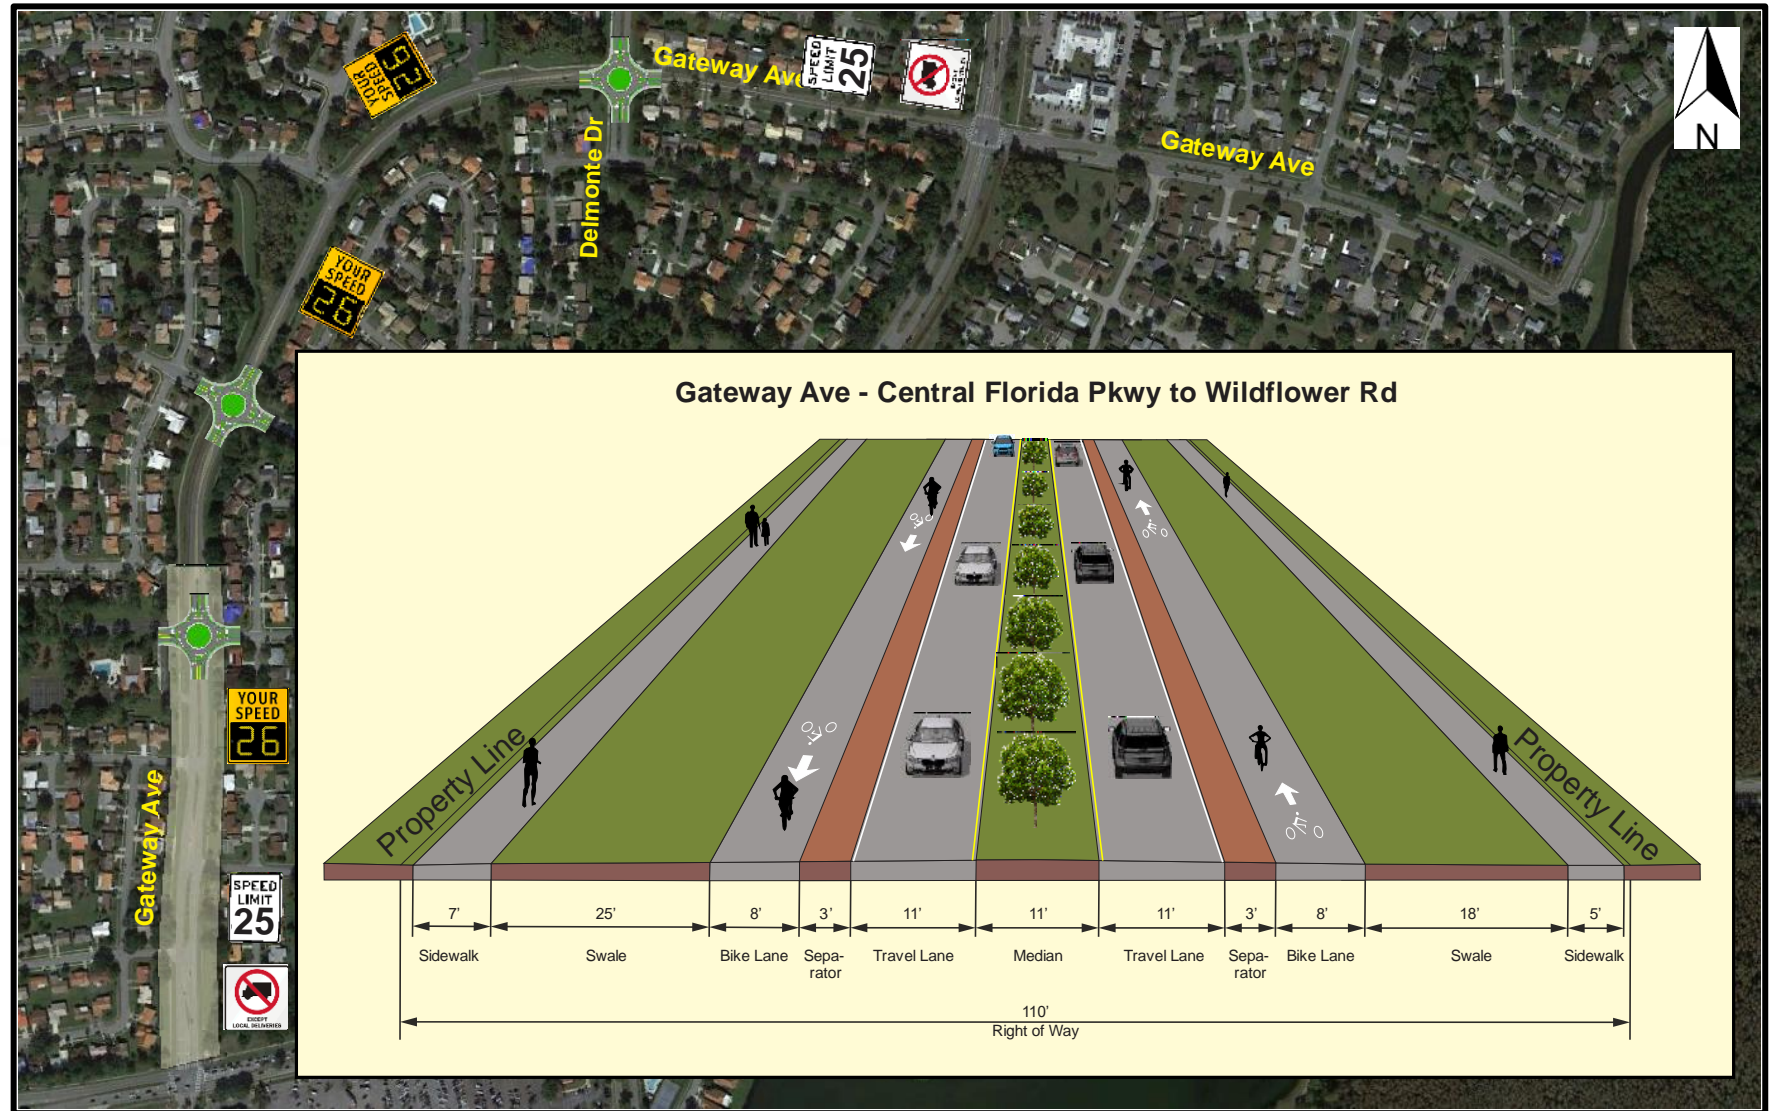 YOUR
SPEED
26
Gateway Ave
SPEED
LIMIT
25
N
Gateway Ave
Delmonte Dr
YOUR
SPEED
26
Gateway Ave - Central Florida Pkwy to Wildflower Rd
YOUR
SPEED
26
Property Line
Property Line
Gateway Ave
SPEED
LIMIT
25
EXCEPT
LOCAL DELIVERIES
7’ 25’ 8’ 3’ 11’ 11’ 11’ 3’ 8’ 18’ 5’
Sidewalk Swale Bike Lane Sepa- Travel Lane Median Travel Lane Sepa- Bike Lane Swale Sidewalk
rator rator
110’
Right of Way